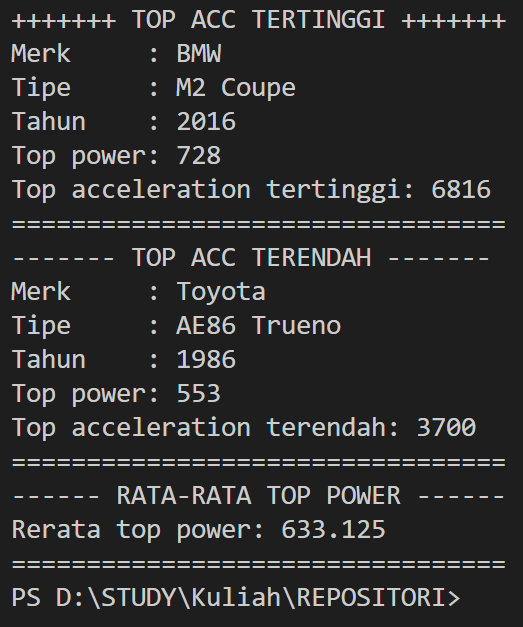 +++++++ TOP ACC TERTINGGI +++++++
Merk     : BMW
Tipe     : M2 Coupe
Tahun    : 2016
Top power: 728
Top acceleration tertinggi: 6816
=================================
------- TOP ACC TERENDAH -------
Merk     : Toyota
Tipe     : AE86 Trueno
Tahun    : 1986
Top power: 553
Top acceleration terendah: 3700
=================================
------ RATA-RATA TOP POWER ------
Rerata top power: 633.125
=================================
PS D:\STUDY\Kuliah\REPOSITORI>